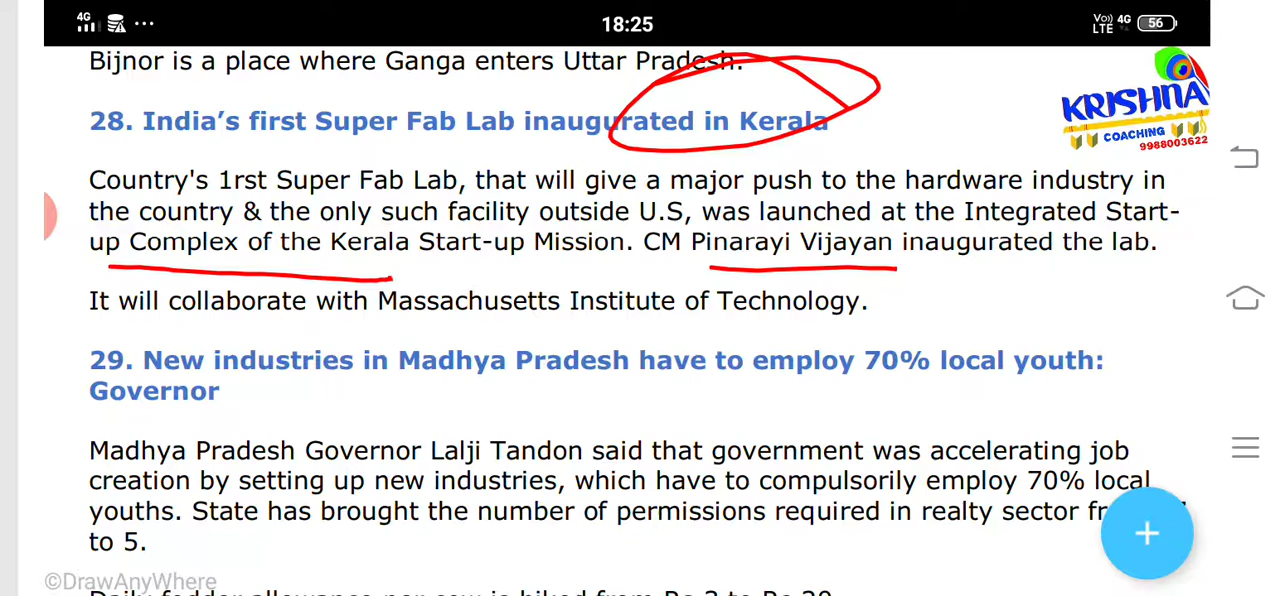 4G ... 18:25 Vo) LTE 4G 56
Bijnor is a place where Ganga enters Uttar Pradesh.
KRISHNA
COACHING
9988003622
28. India’s first Super Fab Lab inaugurated in Kerala
Country's 1rst Super Fab Lab, that will give a major push to the hardware industry in
the country & the only such facility outside U.S, was launched at the Integrated Start-
up Complex of the Kerala Start-up Mission. CM Pinarayi Vijayan inaugurated the lab.
It will collaborate with Massachusetts Institute of Technology.
29. New industries in Madhya Pradesh have to employ 70% local youth:
Governor
Madhya Pradesh Governor Lalji Tandon said that government was accelerating job
creation by setting up new industries, which have to compulsorily employ 70% local
youths. State has brought the number of permissions required in realty sector
to 5.
©DrawAnyWhere